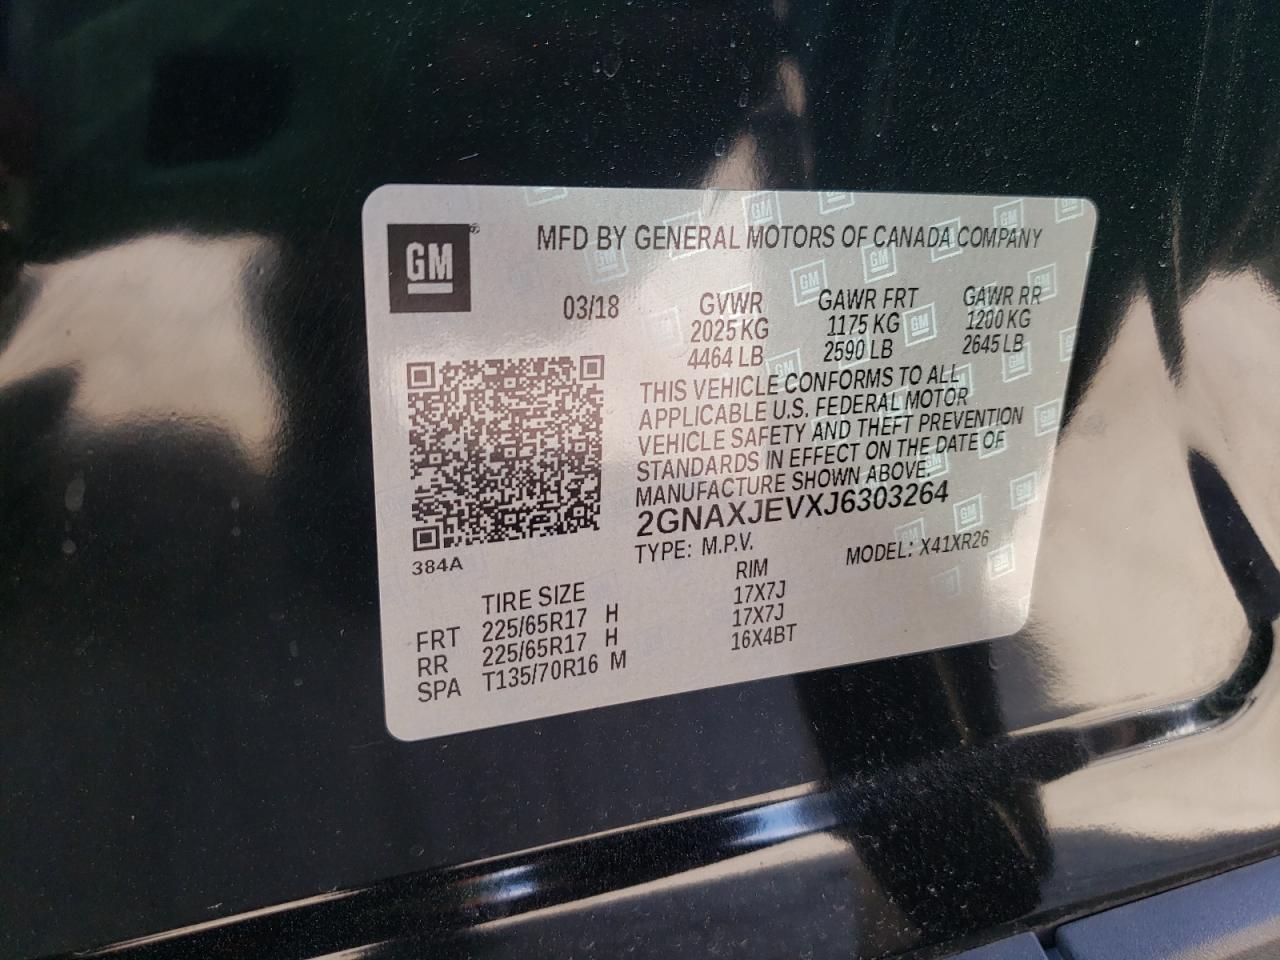 GM
MFD BY GENERAL MOTORS OF CANADA COMPANY
03/18 GVWR GAWR FRT GAWR RR
2025 KG 1175 KG 1200 KG
4464 LB 2590 LB 2645 LB
THIS VEHICLE CONFORMS TO ALL
APPLICABLE U.S. FEDERAL MOTOR
VEHICLE SAFETY AND THEFT PREVENTION
STANDARDS IN EFFECT ON THE DATE OF
MANUFACTURE SHOWN ABOVE.
2GNAXJEVXJ6303264
TYPE: M.P.V. MODEL: X41XR26
384A
TIRE SIZE RIM
FRT 225/65R17 H 17X7J
RR 225/65R17 H 17X7J
SPA T135/70R16 M 16X4BT